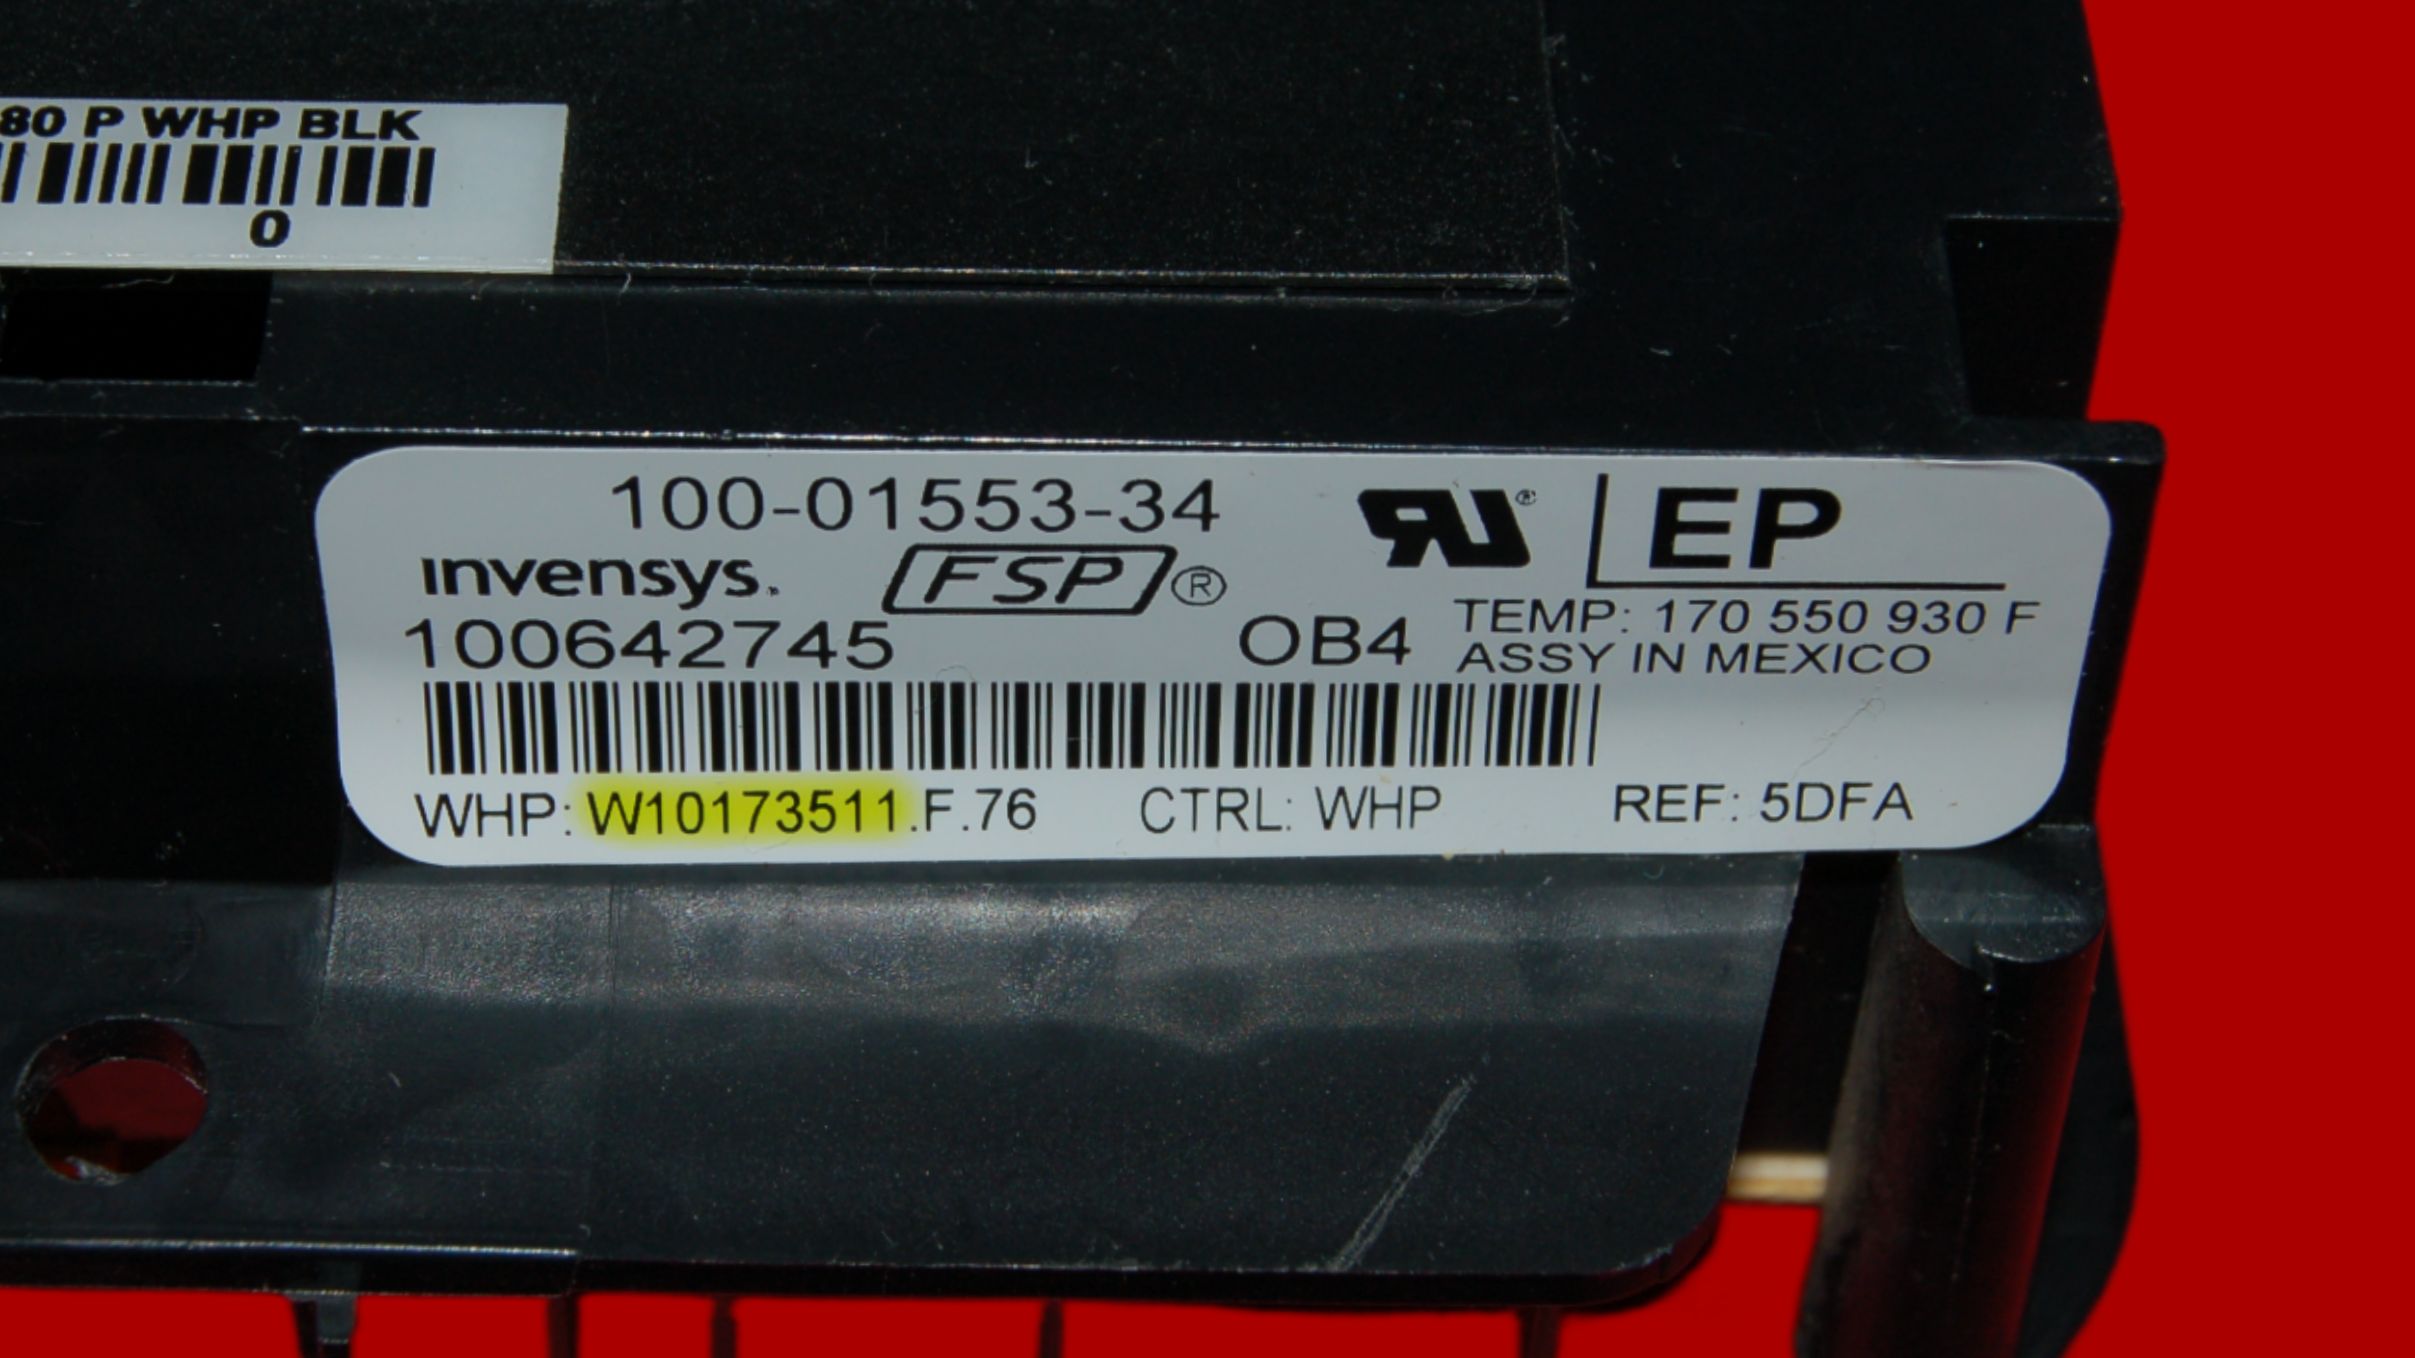 80 P WHP BLK
0
100-01553-34
invensys. FSP ®
RU ® EP
100642745 OB4
TEMP: 170 550 930 F
ASSY IN MEXICO
WHP: W10173511.F.76 CTRL: WHP REF: 5DFA